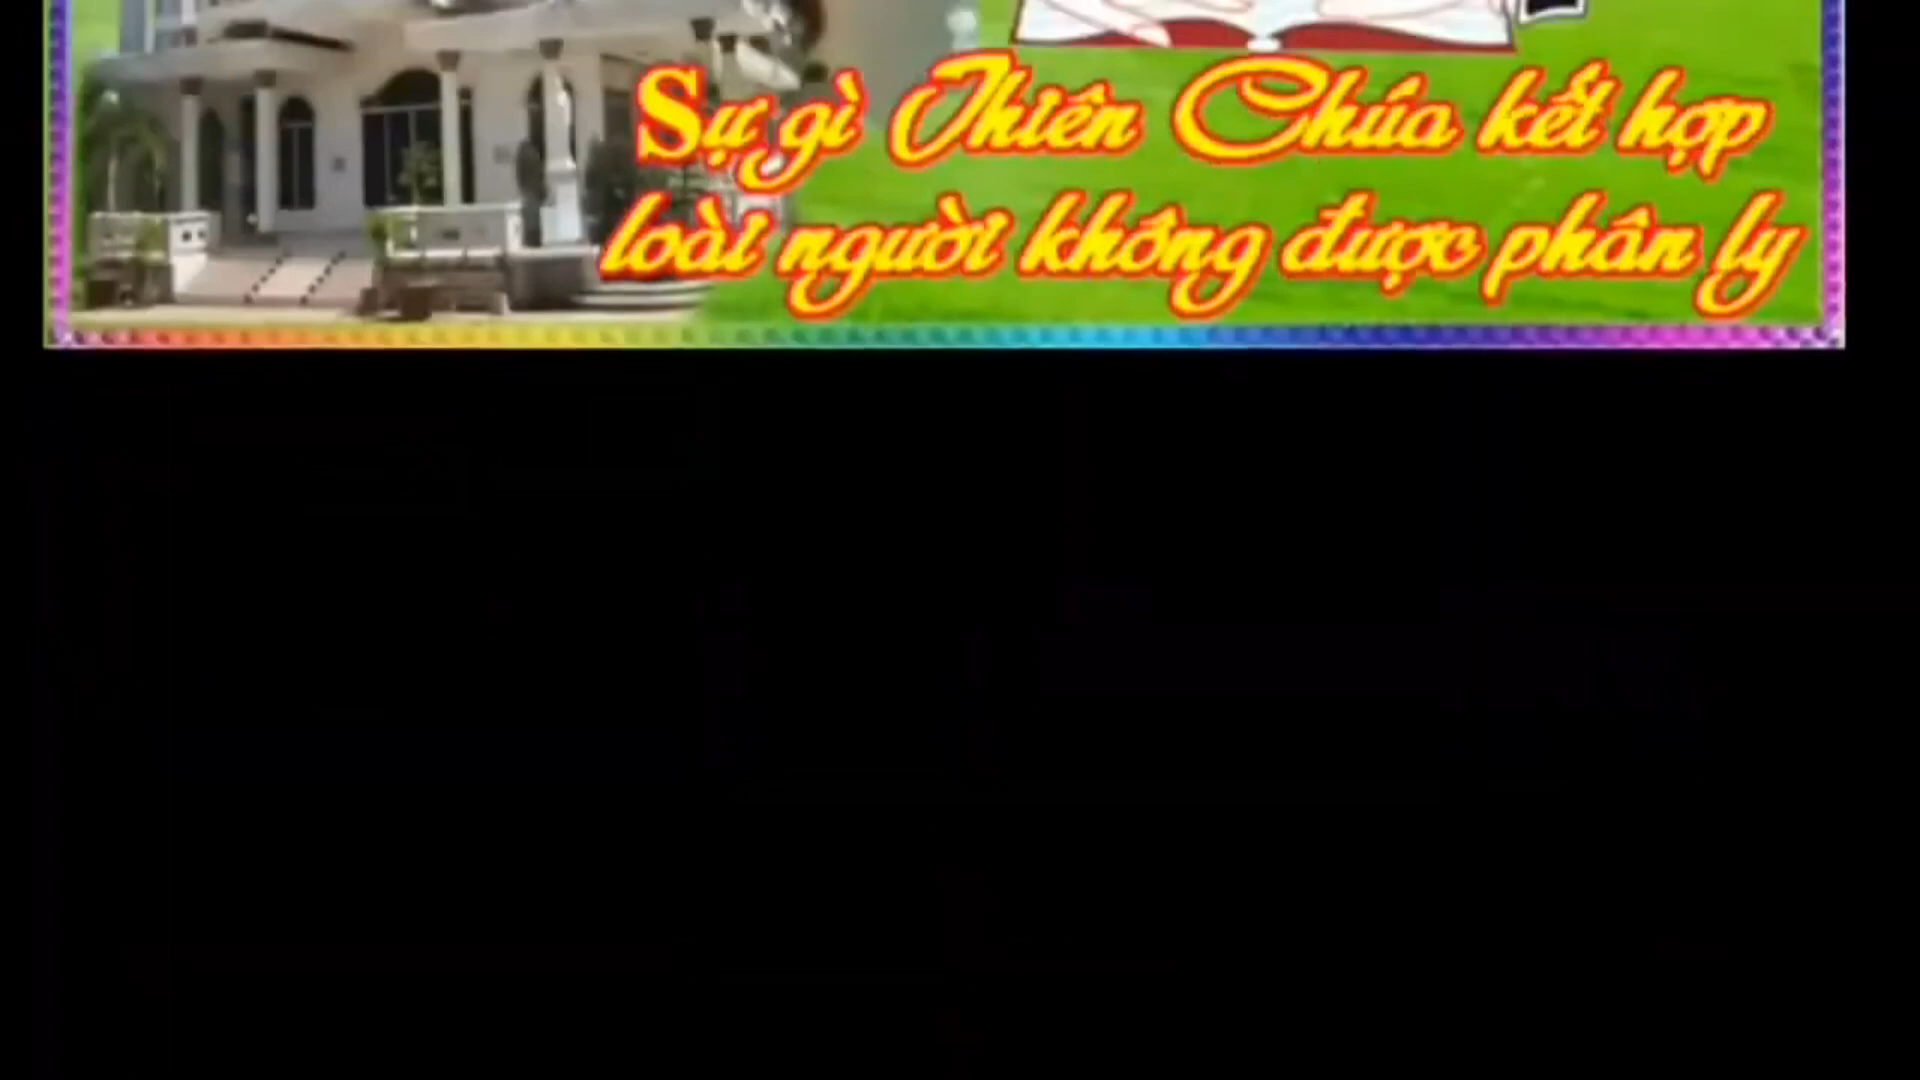 Sự gì Thiên Chúa kết hợp
loài người không được phân ly